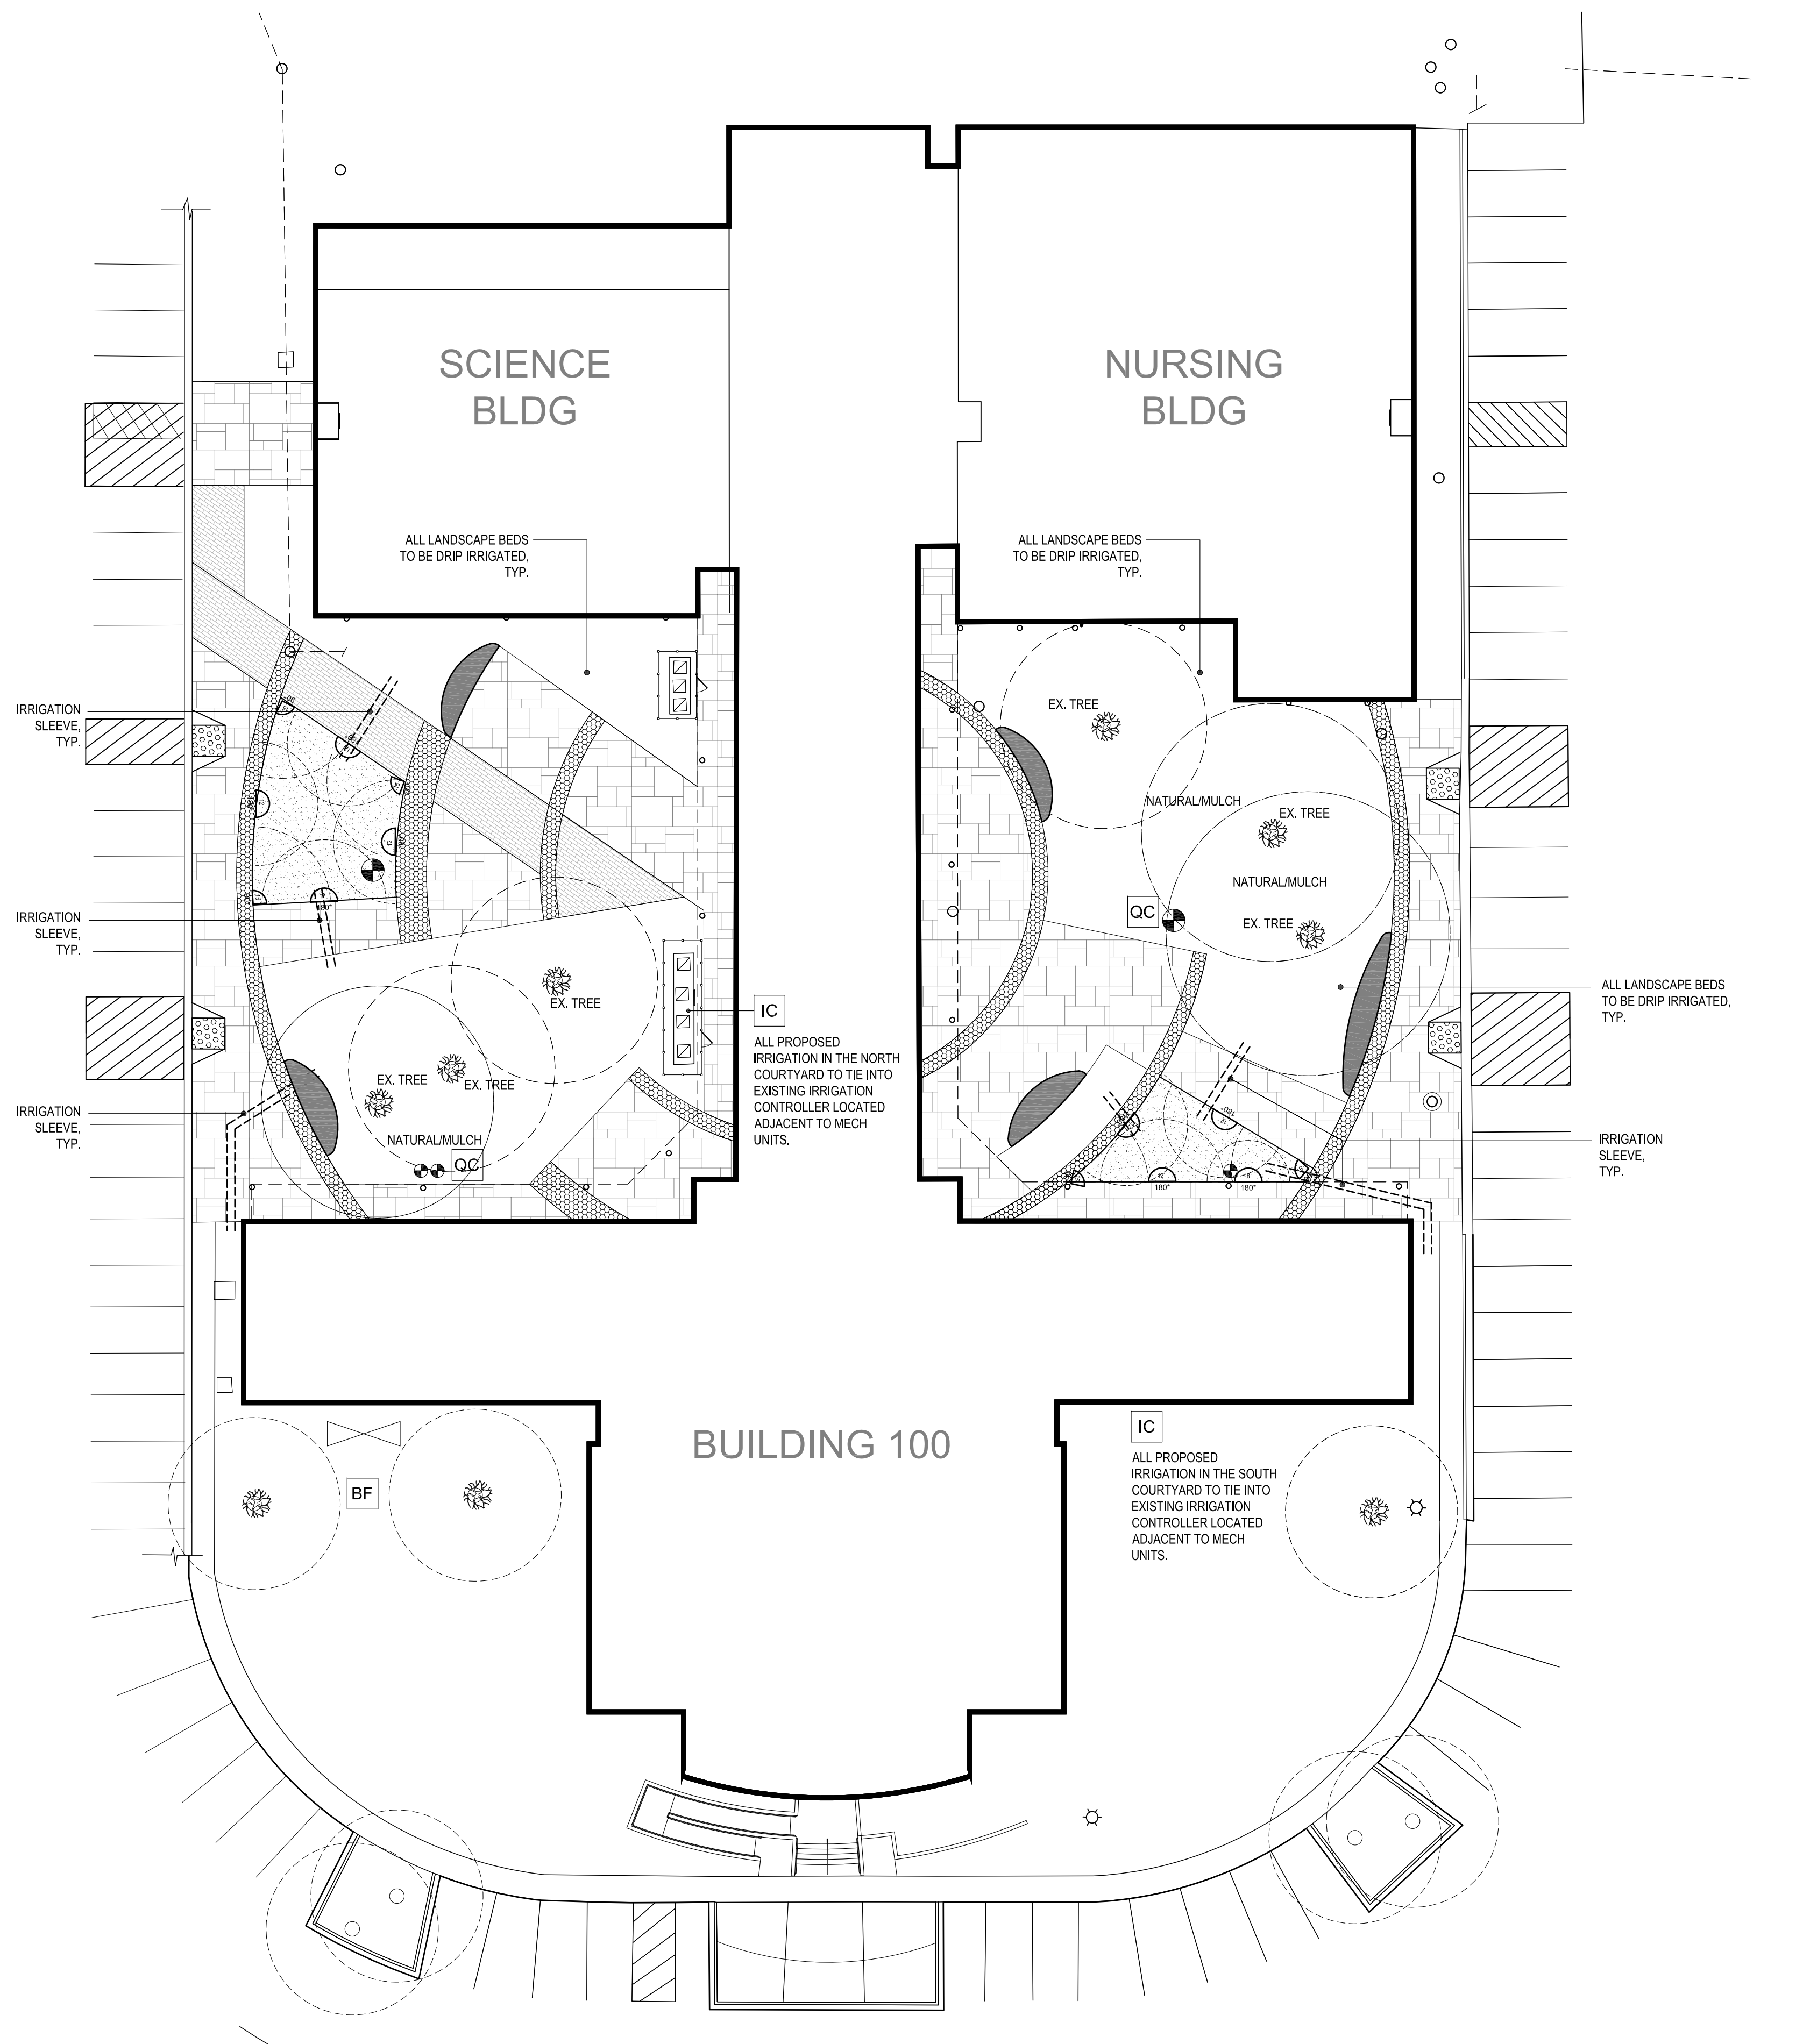 SCIENCE
BLDG
NURSING
BLDG
ALL LANDSCAPE BEDS
TO BE DRIP IRRIGATED,
TYP.
ALL LANDSCAPE BEDS
TO BE DRIP IRRIGATED,
TYP.
IRRIGATION
SLEEVE,
TYP.
EX. TREE
NATURAL/MULCH
EX. TREE
NATURAL/MULCH
QC
EX. TREE
IRRIGATION
SLEEVE,
TYP.
180°
EX. TREE
ALL LANDSCAPE BEDS
TO BE DRIP IRRIGATED,
TYP.
IC
ALL PROPOSED
IRRIGATION IN THE NORTH
COURTYARD TO TIE INTO
EXISTING IRRIGATION
CONTROLLER LOCATED
ADJACENT TO MECH
UNITS.
EX. TREE
EX. TREE
IRRIGATION
SLEEVE,
TYP.
NATURAL/MULCH
QC
180°
12
IRRIGATION
SLEEVE,
TYP.
180°
180°
BUILDING 100
IC
ALL PROPOSED
IRRIGATION IN THE SOUTH
COURTYARD TO TIE INTO
EXISTING IRRIGATION
CONTROLLER LOCATED
ADJACENT TO MECH
UNITS.
BF